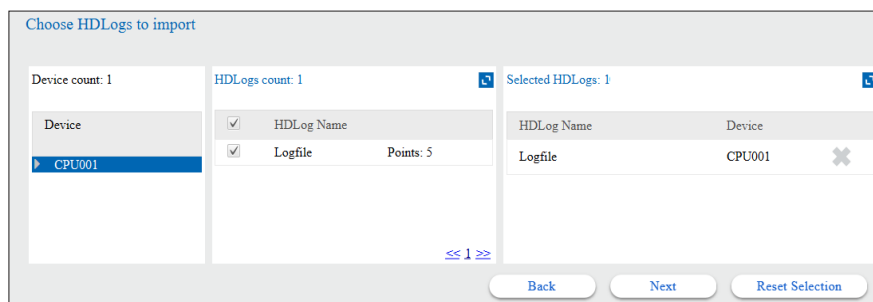 Choose HDLogs to import
Device count: 1
HDLogs count: 1
Selected HDLogs: 1
Device
HDLog Name
HDLog Name Device
CPU001
Logfile Points: 5
Logfile CPU001
<< 1 >>
Back
Next
Reset Selection